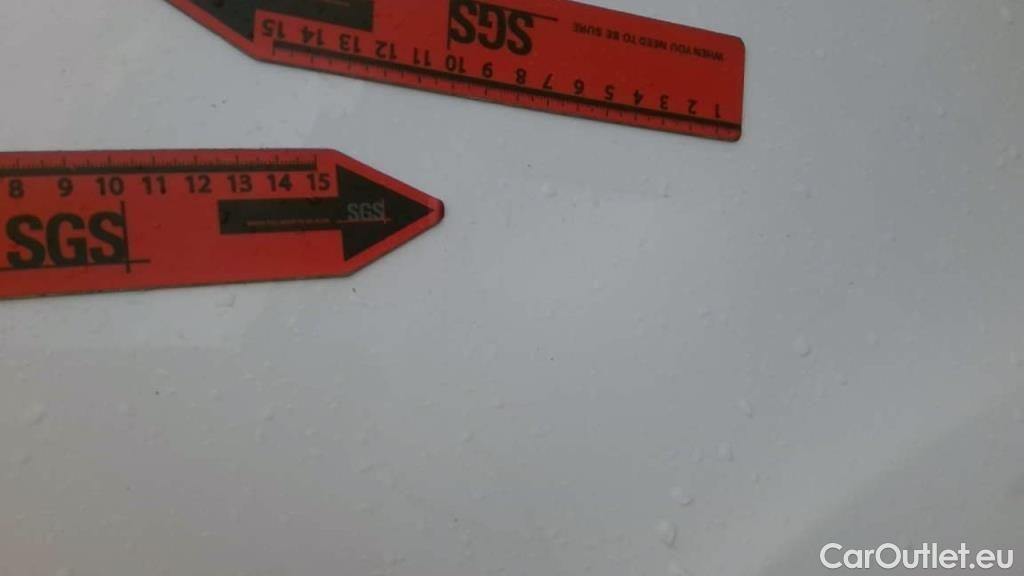 SGS
WHEN YOU NEED TO BE SURE
15 14 13 12 11 10 9 8 7 6 5 4 3 2 1
8 9 10 11 12 13 14 15
SGS
SGS
CarOutlet.eu